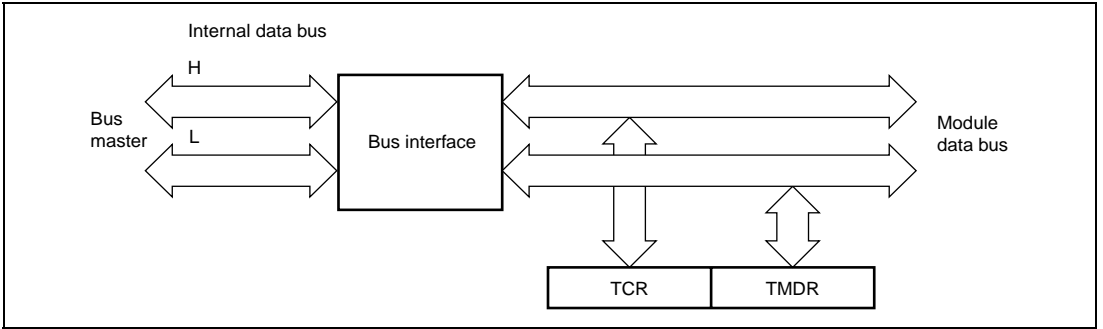 Internal data bus
H
Bus
master
L
Bus interface
Module
data bus
TCR
TMDR